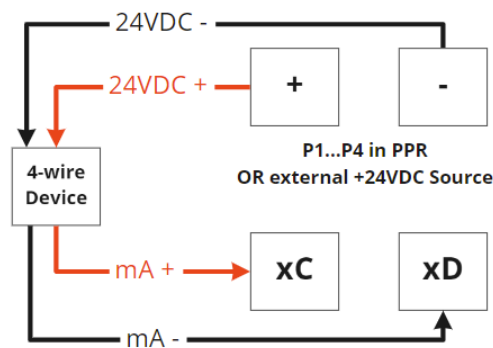 24VDC -
24VDC +
+
-
P1...P4 in PPR
OR external +24VDC Source
4-wire
Device
mA +
xC
xD
mA -